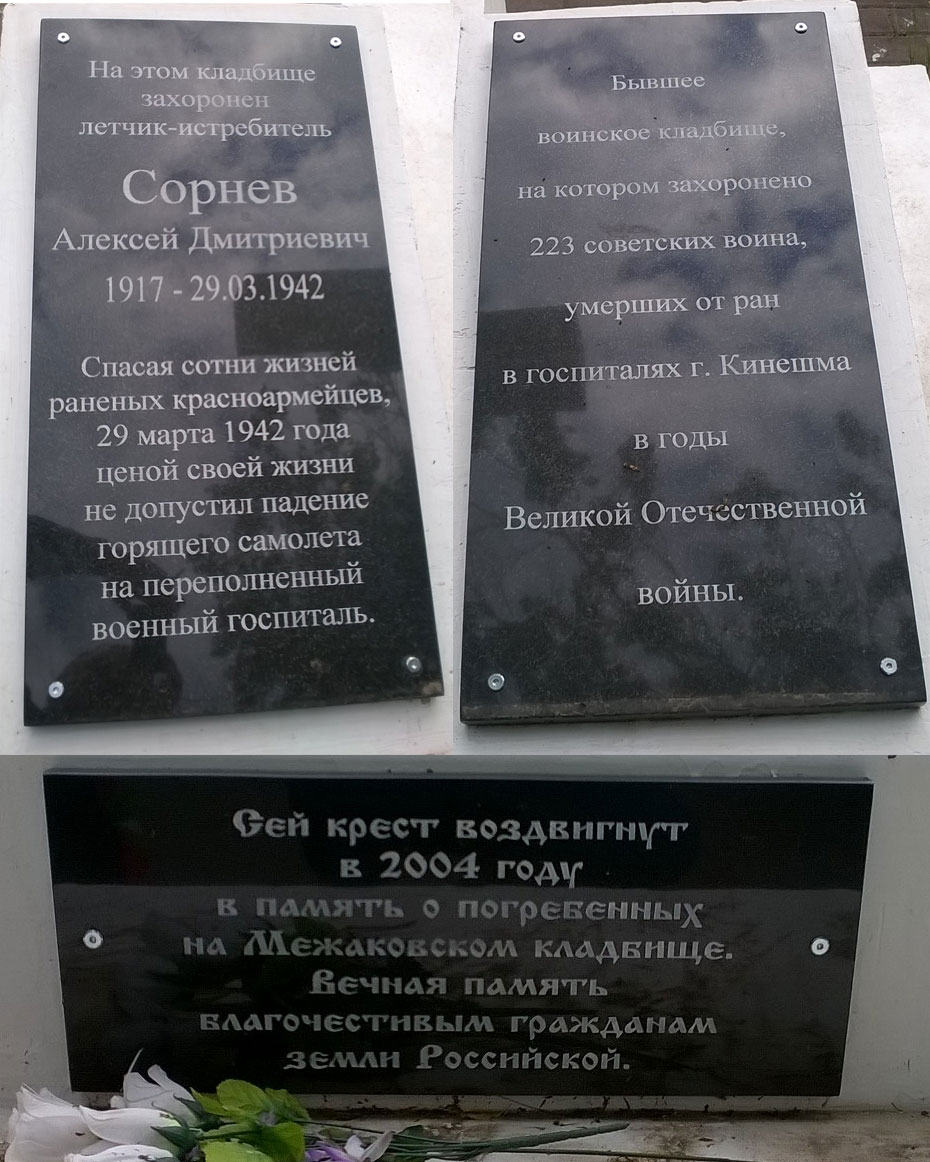 На этом кладбище
захоронен
летчик-истребитель
Сорнев
Алексей Дмитриевич
1917 - 29.03.1942
Спасая сотни жизней
раненых красноармейцев,
29 марта 1942 года
ценой своей жизни
не допустил падение
горящего самолета
на переполненный
военный госпиталь.
Бывшее
воинское кладбище,
на котором захоронено
223 советских воина,
умерших от ран
в госпиталях г. Кинешма
в годы
Великой Отечественной
войны.
Сей крест воздвигнут
в 2004 году
в память о погребенных
на Межаковском кладбище.
Вечная память
благочестивым гражданам
земли Российской.